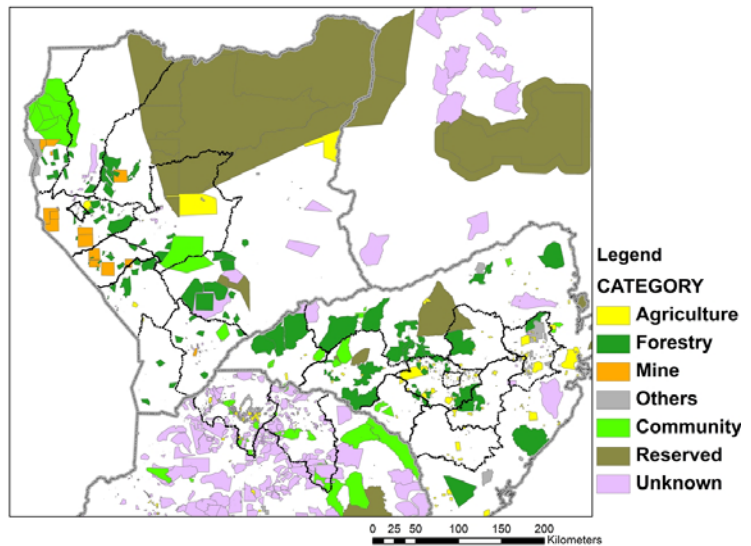 Legend
CATEGORY
Agriculture
Forestry
Mine
Others
Community
Reserved
Unknown
0 25 50 100 150 200
Kilometers